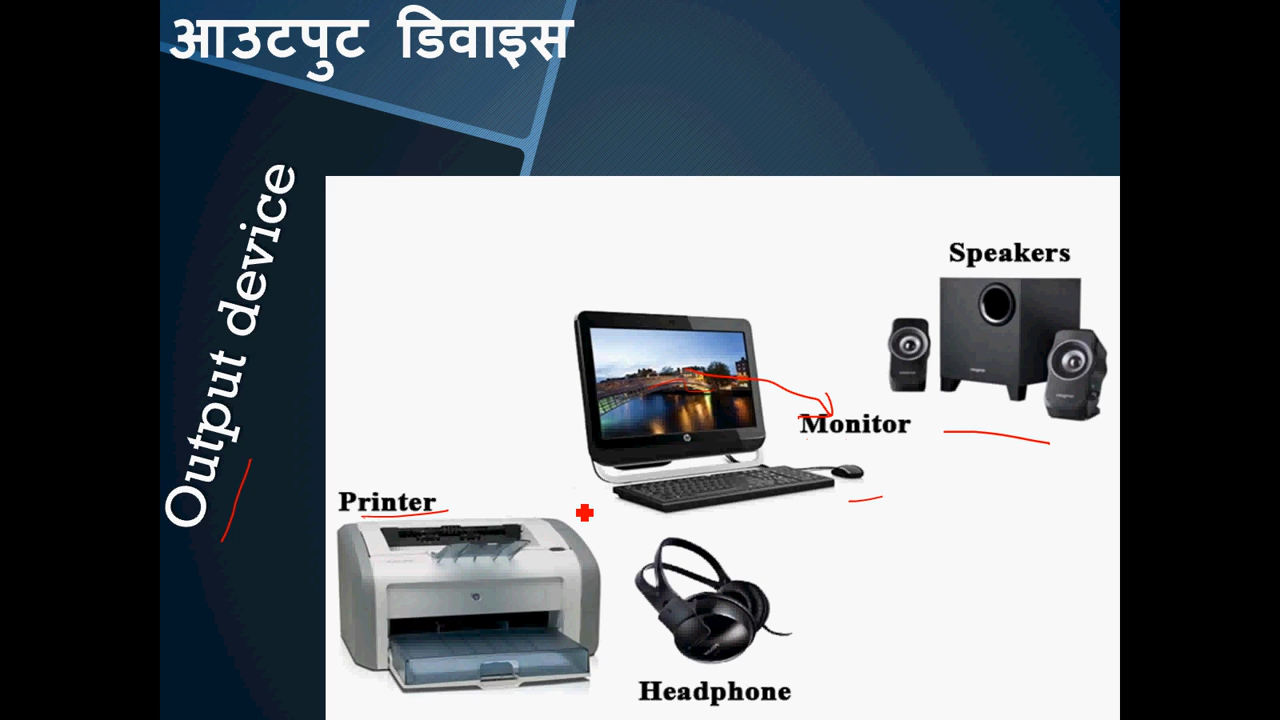 आउटपुट डिवाइस
Output device
Speakers
Monitor
Printer
Headphone